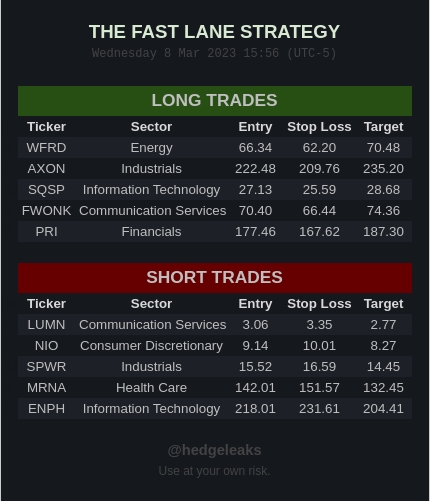 THE FAST LANE STRATEGY
Wednesday 8 Mar 2023 15:56 (UTC-5)
LONG TRADES
Ticker Sector Entry Stop Loss Target
WFRD Energy 66.34 62.20 70.48
AXON Industrials 222.48 209.76 235.20
SQSP Information Technology 27.13 25.59 28.68
FWONK Communication Services 70.40 66.44 74.36
PRI Financials 177.46 167.62 187.30
SHORT TRADES
Ticker Sector Entry Stop Loss Target
LUMN Communication Services 3.06 3.35 2.77
NIO Consumer Discretionary 9.14 10.01 8.27
SPWR Industrials 15.52 16.59 14.45
MRNA Health Care 142.01 151.57 132.45
ENPH Information Technology 218.01 231.61 204.41
@hedgeleaks
Use at your own risk.